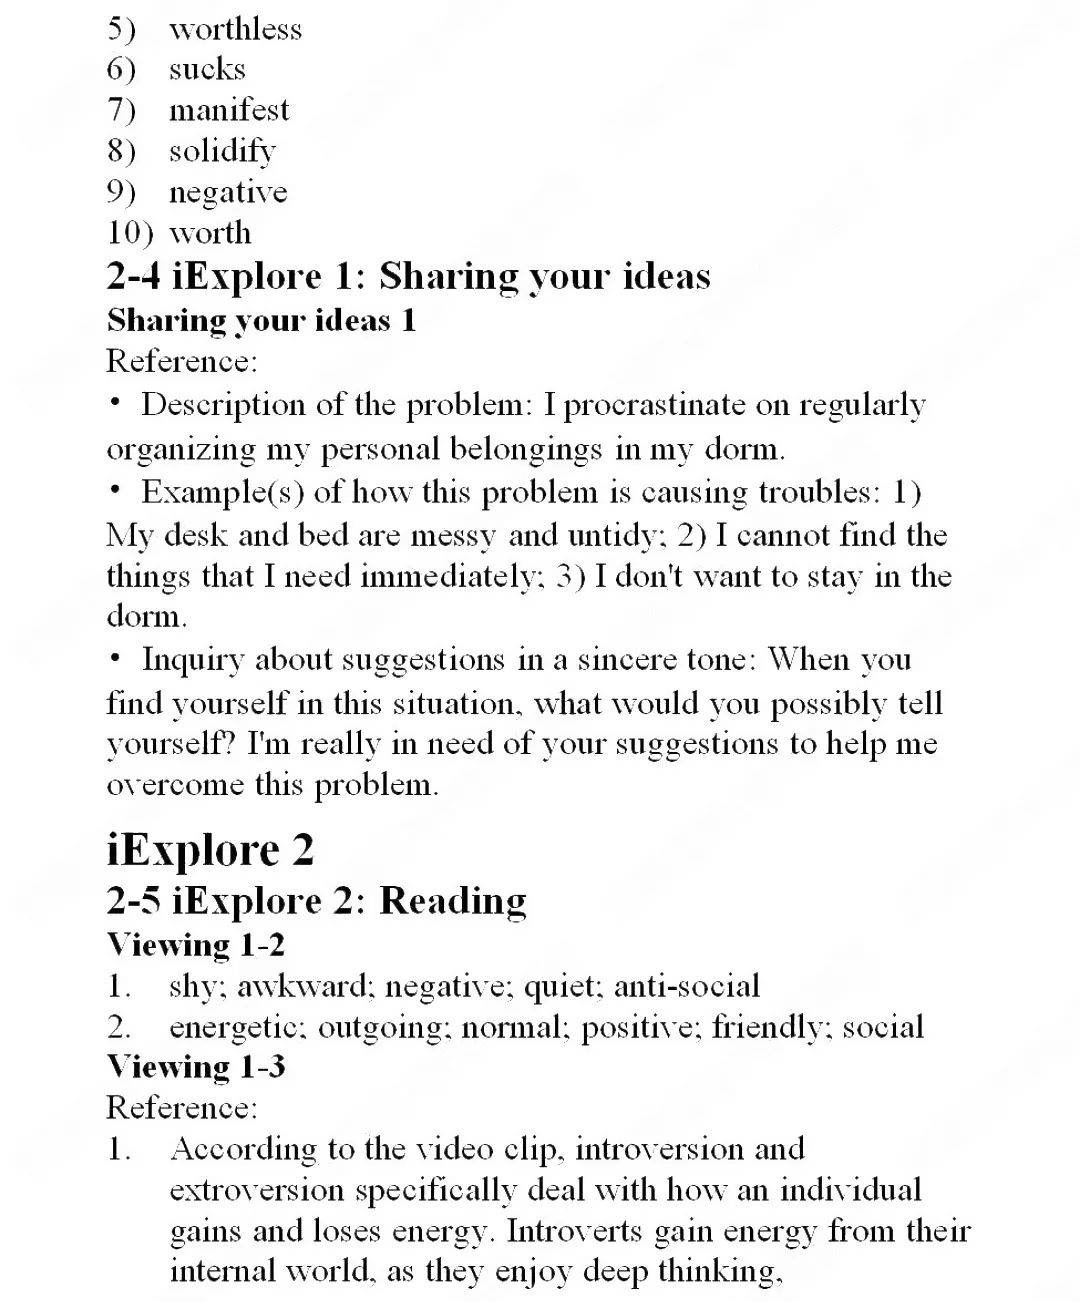 5) worthless
6) sucks
7) manifest
8) solidify
9) negative
10) worth
2-4 iExplore 1: Sharing your ideas
Sharing your ideas 1
Reference:
• Description of the problem: I procrastinate on regularly
organizing my personal belongings in my dorm.
• Example(s) of how this problem is causing troubles: 1)
My desk and bed are messy and untidy; 2) I cannot find the
things that I need immediately; 3) I don't want to stay in the
dorm.
• Inquiry about suggestions in a sincere tone: When you
find yourself in this situation, what would you possibly tell
yourself? I'm really in need of your suggestions to help me
overcome this problem.
iExplore 2
2-5 iExplore 2: Reading
Viewing 1-2
1. shy; awkward; negative; quiet; anti-social
2. energetic; outgoing; normal; positive; friendly; social
Viewing 1-3
Reference:
1. According to the video clip, introversion and
extroversion specifically deal with how an individual
gains and loses energy. Introverts gain energy from their
internal world, as they enjoy deep thinking,